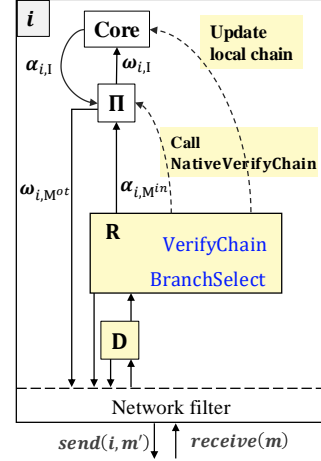 i
Core
Update
local chain
α_{i,I}
ω_{i,I}
Π
Call
NativeVerifyChain
ω_{i,M^{ot}}
α_{i,M^{in}}
R
VerifyChain
BranchSelect
D
Network filter
send(i, m′)
receive(m)